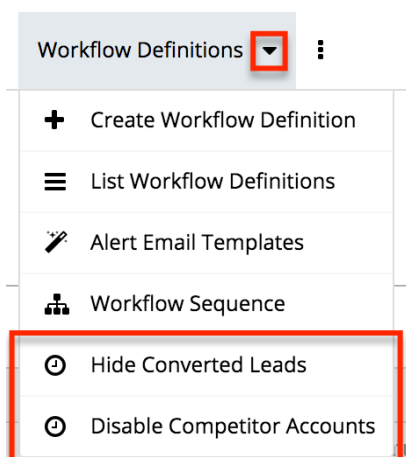 Workflow Definitions
Create Workflow Definition
List Workflow Definitions
Alert Email Templates
Workflow Sequence
Hide Converted Leads
Disable Competitor Accounts